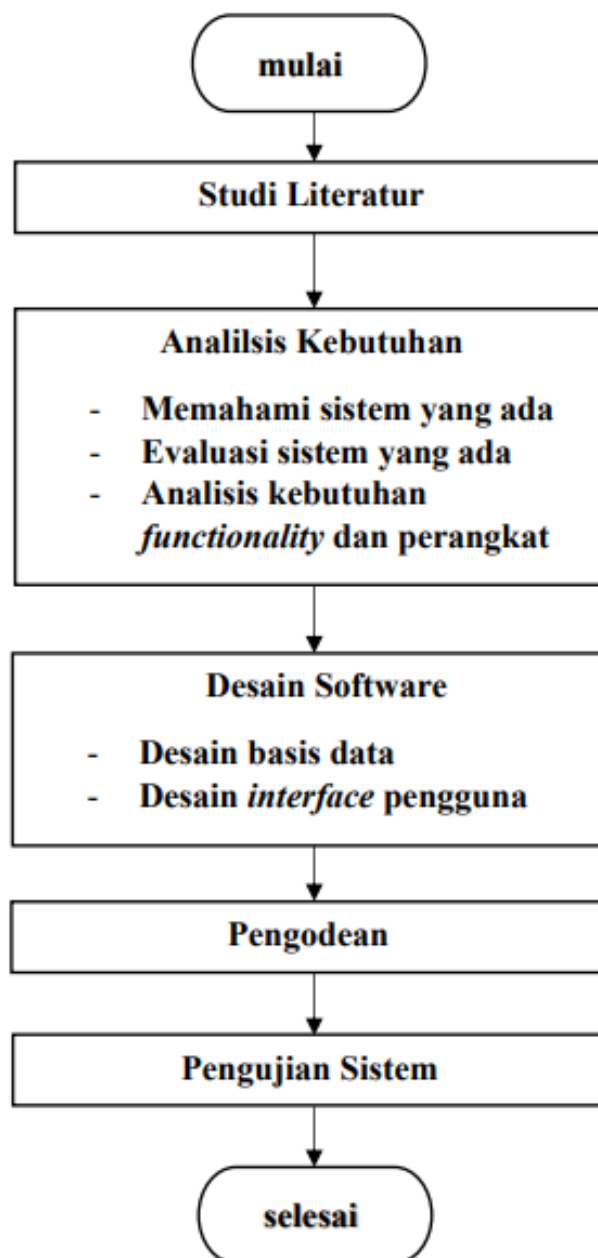 mulai
Studi Literatur
Analilsis Kebutuhan
- Memahami sistem yang ada
- Evaluasi sistem yang ada
- Analisis kebutuhan
functionality dan perangkat
Desain Software
- Desain basis data
- Desain interface pengguna
Pengodean
Pengujian Sistem
selesai